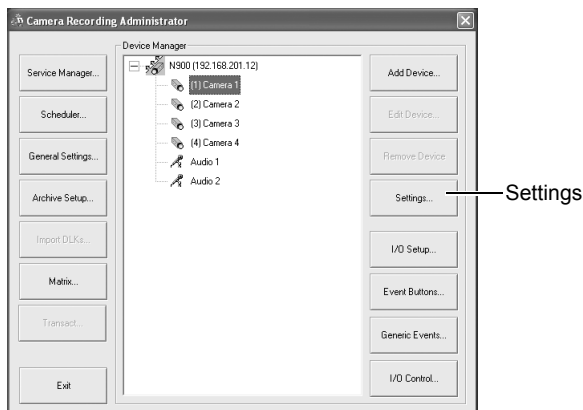 Camera Recording Administrator
Device Manager
Service Manager...
Scheduler...
General Settings...
Archive Setup...
Import DLKs...
Matrix...
Transact...
Exit
N900 (192.168.201.12)
(1) Camera 1
(2) Camera 2
(3) Camera 3
(4) Camera 4
Audio 1
Audio 2
Add Device...
Edit Device...
Remove Device
Settings...
I/O Setup...
Event Buttons...
Generic Events...
I/O Control...
Settings